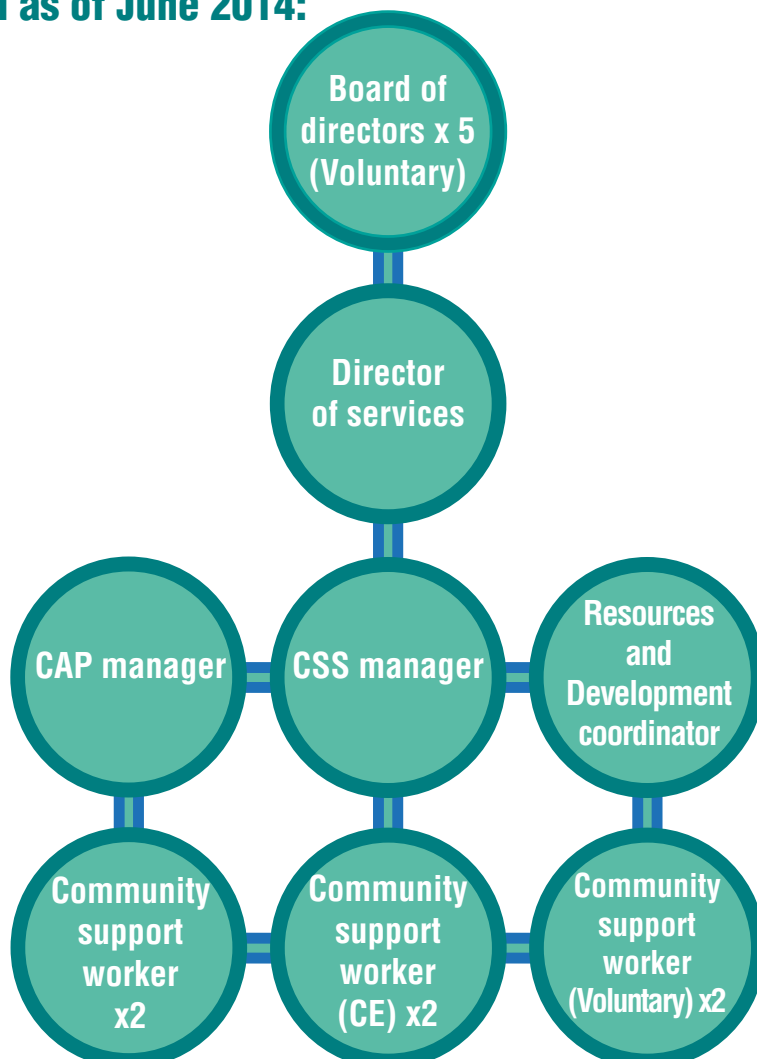 as of June 2014:
Board of
directors x 5
(Voluntary)
Director
of services
CAP manager
CSS manager
Resources
and
Development
coordinator
Community
support
worker
x2
Community
support
worker
(CE) x2
Community
support
worker
(Voluntary) x2